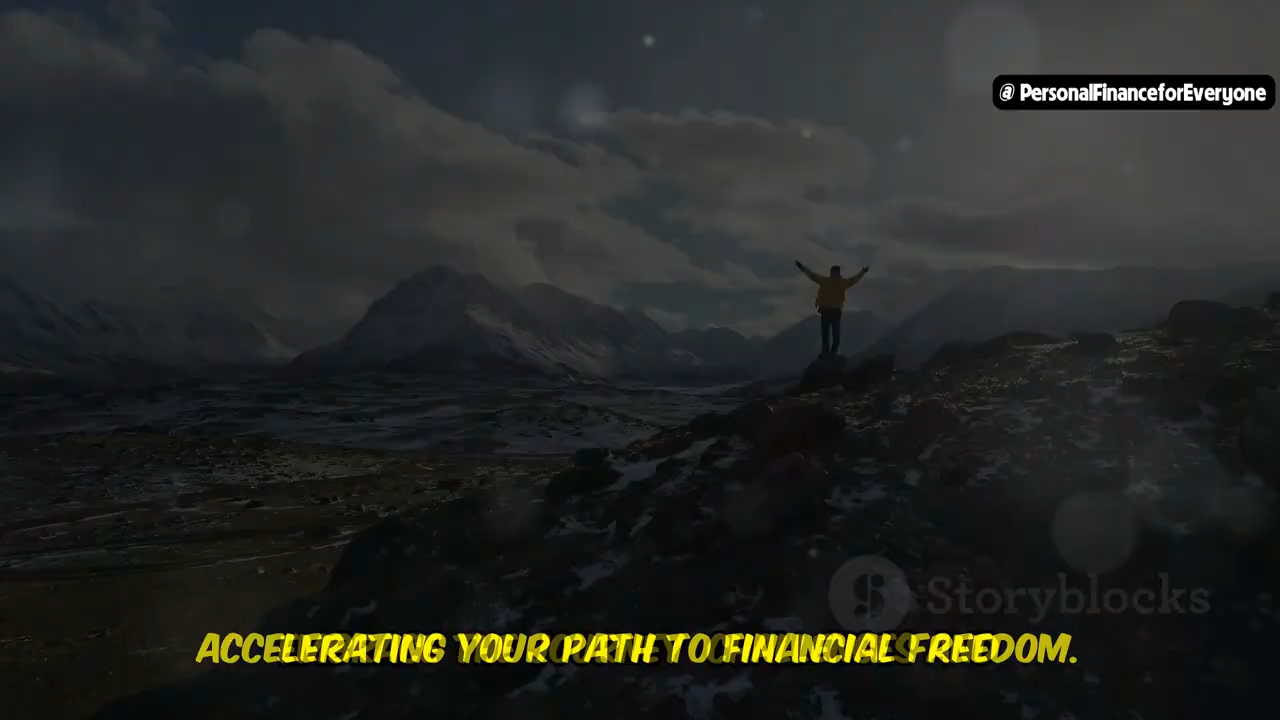 @ PersonalFinanceforEveryone
Storyblocks
ACCELERATING YOUR PATH TO FINANCIAL FREEDOM.